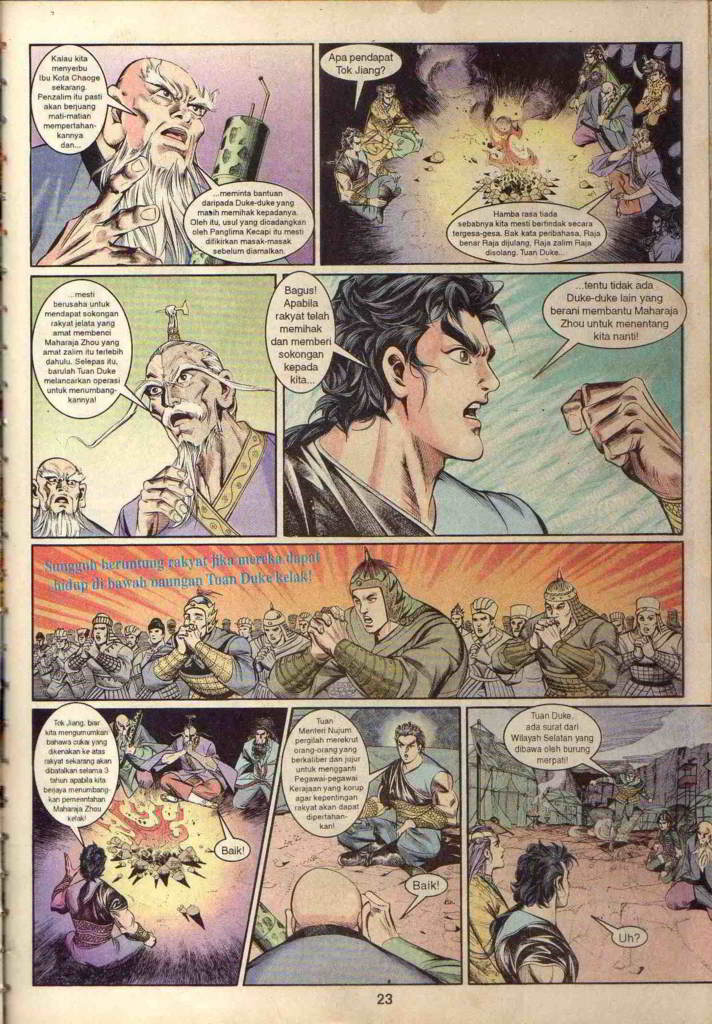 Kalau kita
menyerbu
Ibu Kota Chaoge
sekarang.
Penzalim itu pasti
akan berjuang
mati-matian
mempertahan-
kannya
dan...
...meminta bantuan
daripada Duke-duke yang
masih memihak kepadanya.
Oleh itu, usul yang dicadangkan
oleh Panglima Kecapi itu mesti
difikirkan masak-masak
sebelum diamalkan.
Apa pendapat
Tok Jiang?
Hamba rasa tiada
sebabnya kita mesti bertindak secara
tergesa-gesa. Bak kata peribahasa, Raja
benar Raja dijulang, Raja zalim Raja
disolang. Tuan Duke...
...mesti
berusaha untuk
mendapat sokongan
rakyat jelata yang
amat membenci
Maharaja Zhou yang
amat zalim itu terlebih
dahulu. Selepas itu,
barulah Tuan Duke
melancarkan operasi
untuk menumbang-
kannya!
Bagus!
Apabila
rakyat telah
memihak
dan memberi
sokongan
kepada
kita...
...tentu tidak ada
Duke-duke lain yang
berani membantu Maharaja
Zhou untuk menentang
kita nanti!
Sungguh beruntung rakyat jika mereka dapat
hidup di bawah naungan Tuan Duke kelak!
Tok Jiang, biar
kita mengumumkan
bahawa cukai yang
dikenakan ke atas
rakyat sekarang akan
dibatalkan selama 3
tahun apabila kita
berjaya menumbang-
kan pemerintahan
Maharaja Zhou
kelak!
Baik!
Tuan
Menteri Nujum
pergilah merekrut
orang-orang yang
berkaliber dan jujur
untuk mengganti
Pegawai-pegawai
Kerajaan yang korup
agar kepentingan
rakyat akan dapat
dipertahan-
kan!
Baik!
Tuan Duke,
ada surat dari
Wilayah Selatan yang
dibawa oleh burung
merpati!
Uh?
23